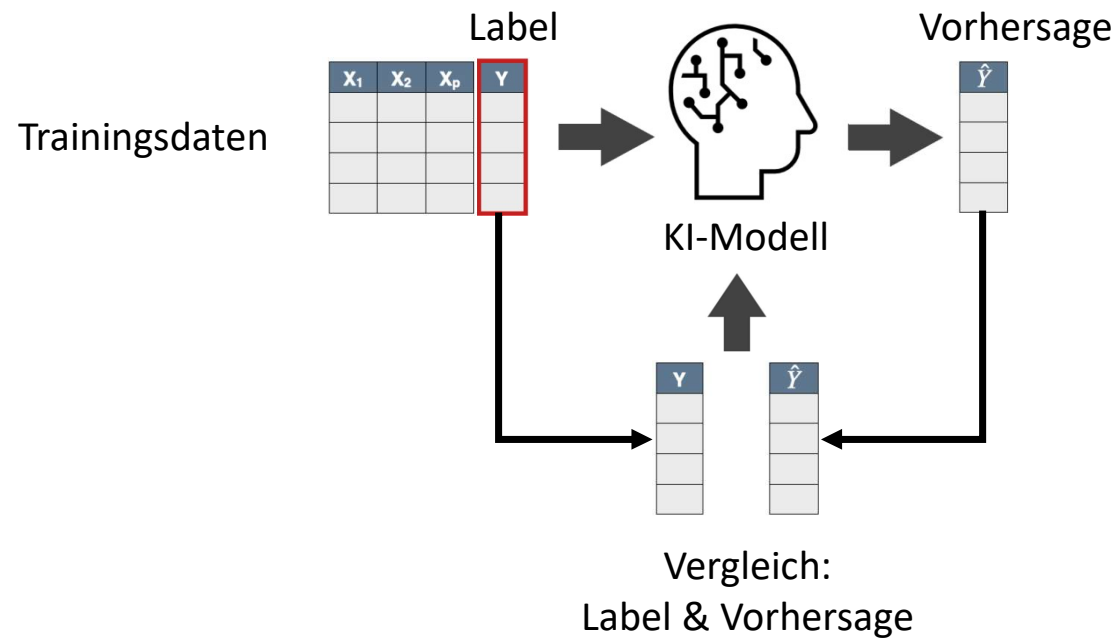 Label
Vorhersage
X₁ X₂ Xₚ Y
Ŷ
Trainingsdaten
KI-Modell
Y
Ŷ
Vergleich:
Label & Vorhersage